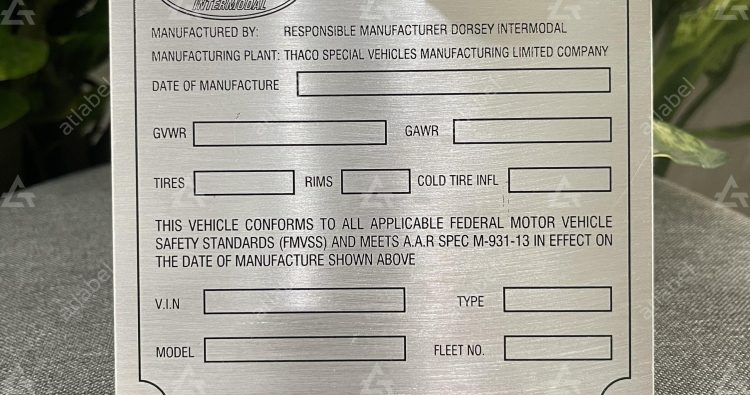 INTERMODAL
MANUFACTURED BY: RESPONSIBLE MANUFACTURER DORSEY INTERMODAL
MANUFACTURING PLANT: THACO SPECIAL VEHICLES MANUFACTURING LIMITED COMPANY
DATE OF MANUFACTURE
GVWR GAWR
TIRES RIMS COLD TIRE INFL
THIS VEHICLE CONFORMS TO ALL APPLICABLE FEDERAL MOTOR VEHICLE
SAFETY STANDARDS (FMVSS) AND MEETS A.A.R SPEC M-931-13 IN EFFECT ON
THE DATE OF MANUFACTURE SHOWN ABOVE
V.I.N TYPE
MODEL FLEET NO.
atlabel
atlabel
atlabel
atlabel
atlabel
atlabel